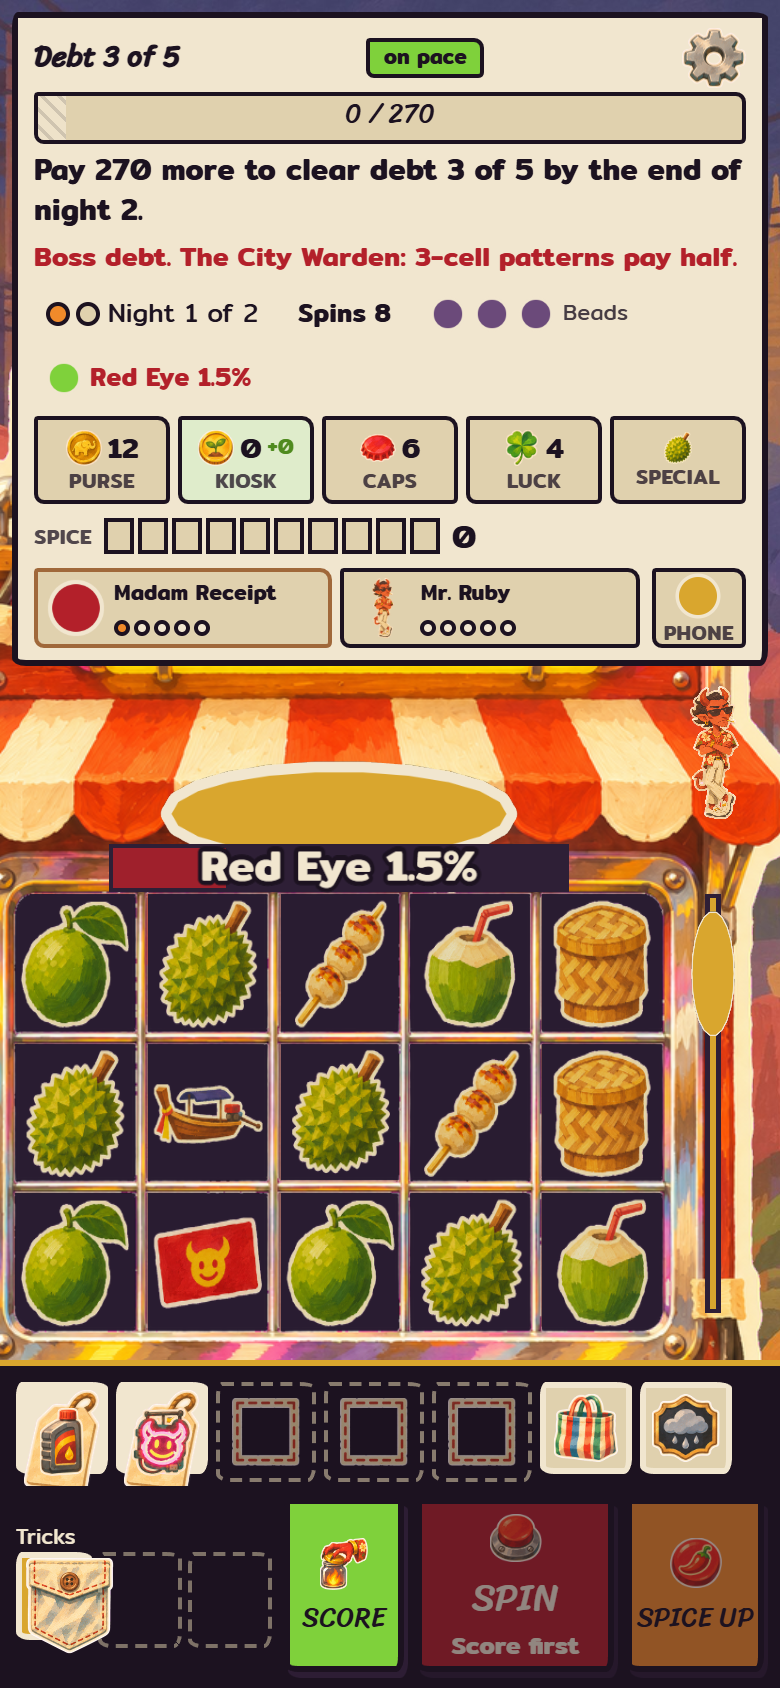 Debt 3 of 5
on pace
0 / 270
Pay 270 more to clear debt 3 of 5 by the end of
night 2.
Boss debt. The City Warden: 3-cell patterns pay half.
Night 1 of 2
Spins 8
Beads
Red Eye 1.5%
12
PURSE
0 +0
KIOSK
6
CAPS
4
LUCK
SPECIAL
SPICE
0
Madam Receipt
Mr. Ruby
PHONE
Red Eye 1.5%
Tricks
SCORE
SPIN
Score first
SPICE UP